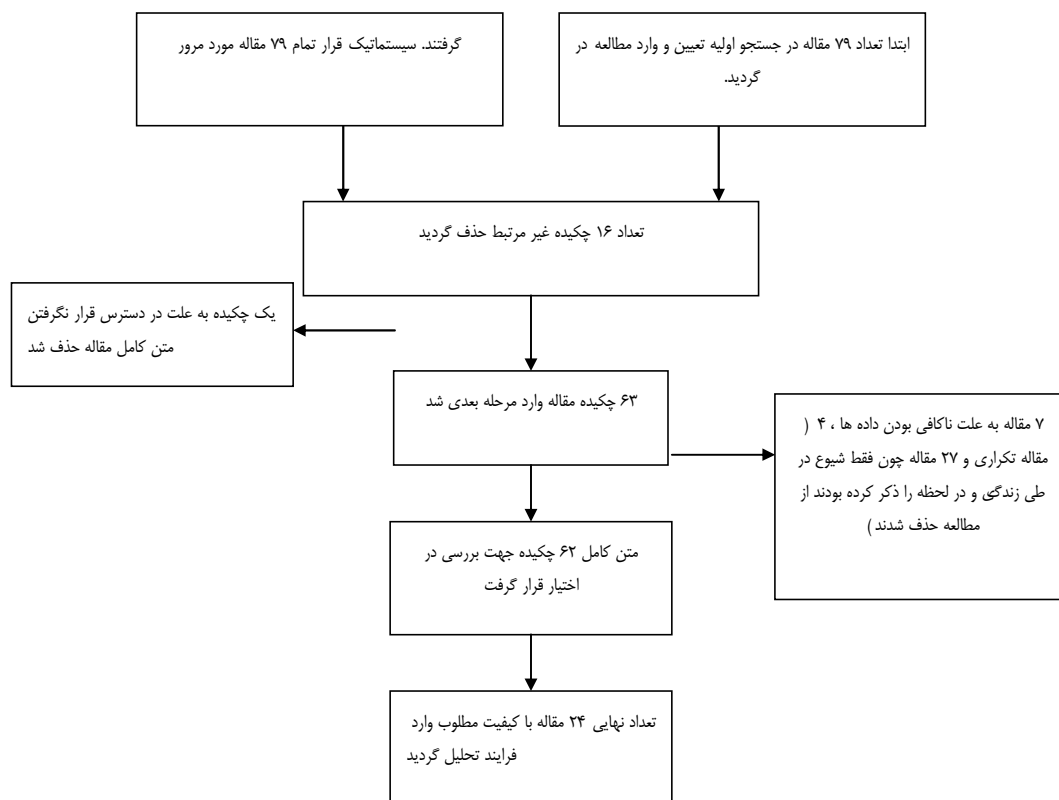 ابتدا تعداد ۷۹ مقاله در جستجو اولیه تعیین و وارد مطالعه در
گردید.
گرفتند. سیستماتیک قرار تمام ۷۹ مقاله مورد مرور
تعداد ۱۶ چکیده غیر مرتبط حذف گردید
یک چکیده به علت در دسترس قرار نگرفتن
متن کامل مقاله حذف شد
۶۳ چکیده مقاله وارد مرحله بعدی شد
۷ مقاله به علت ناکافی بودن داده ها ، ۴ (
مقاله تکراری و ۲۷ مقاله چون فقط شیوع در
طی زندگی و در لحظه را ذکر کرده بودند از
مطالعه حذف شدند )
متن کامل ۶۲ چکیده جهت بررسی در
اختیار قرار گرفت
تعداد نهایی ۲۴ مقاله با کیفیت مطلوب وارد
فرایند تحلیل گردید